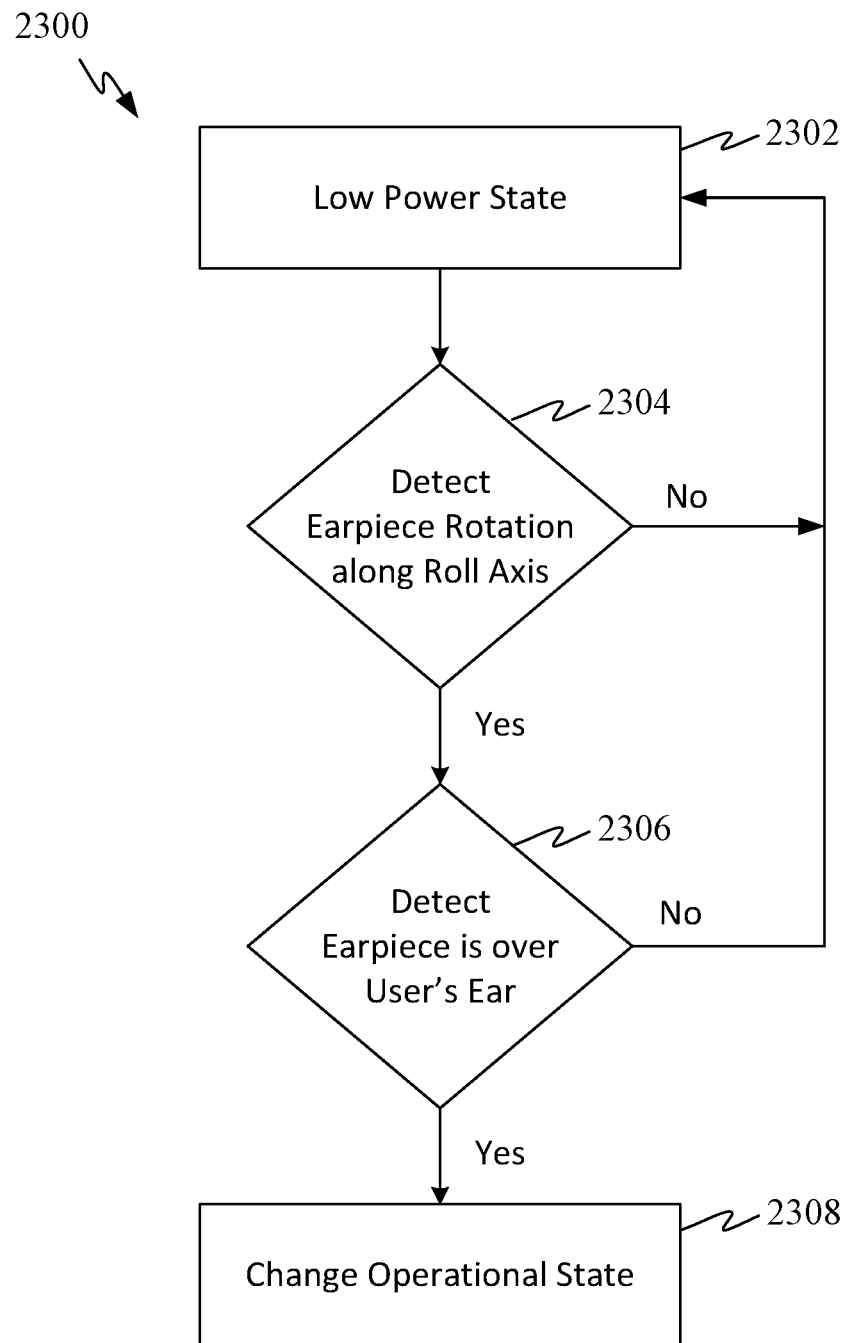 2300
2302
Low Power State
2304
Detect
Earpiece Rotation
along Roll Axis
No
Yes
2306
Detect
Earpiece is over
User's Ear
No
Yes
2308
Change Operational State